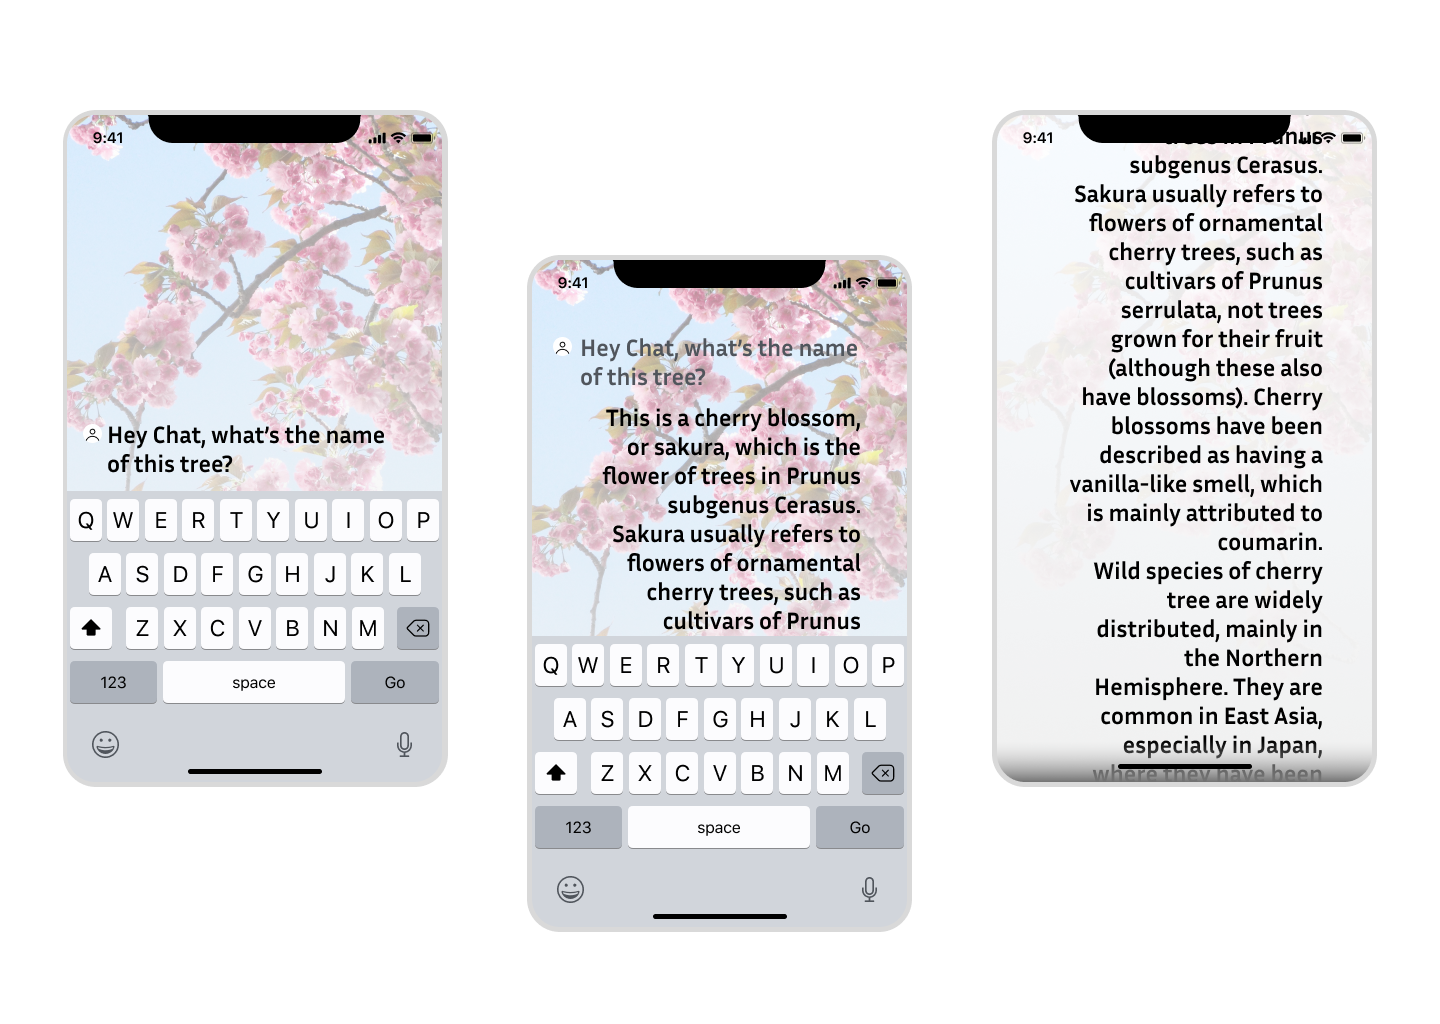 9:41
Hey Chat, what's the name
of this tree?
Q W E R T Y U I O P
A S D F G H J K L
Z X C V B N M
123 space Go
9:41
Hey Chat, what's the name
of this tree?
This is a cherry blossom,
or sakura, which is the
flower of trees in Prunus
subgenus Cerasus.
Sakura usually refers to
flowers of ornamental
cherry trees, such as
cultivars of Prunus
Q W E R T Y U I O P
A S D F G H J K L
Z X C V B N M
123 space Go
9:41
trees in Prunus
subgenus Cerasus.
Sakura usually refers to
flowers of ornamental
cherry trees, such as
cultivars of Prunus
serrulata, not trees
grown for their fruit
(although these also
have blossoms). Cherry
blossoms have been
described as having a
vanilla-like smell, which
is mainly attributed to
coumarin.
Wild species of cherry
tree are widely
distributed, mainly in
the Northern
Hemisphere. They are
common in East Asia,
especially in Japan,
where they have been